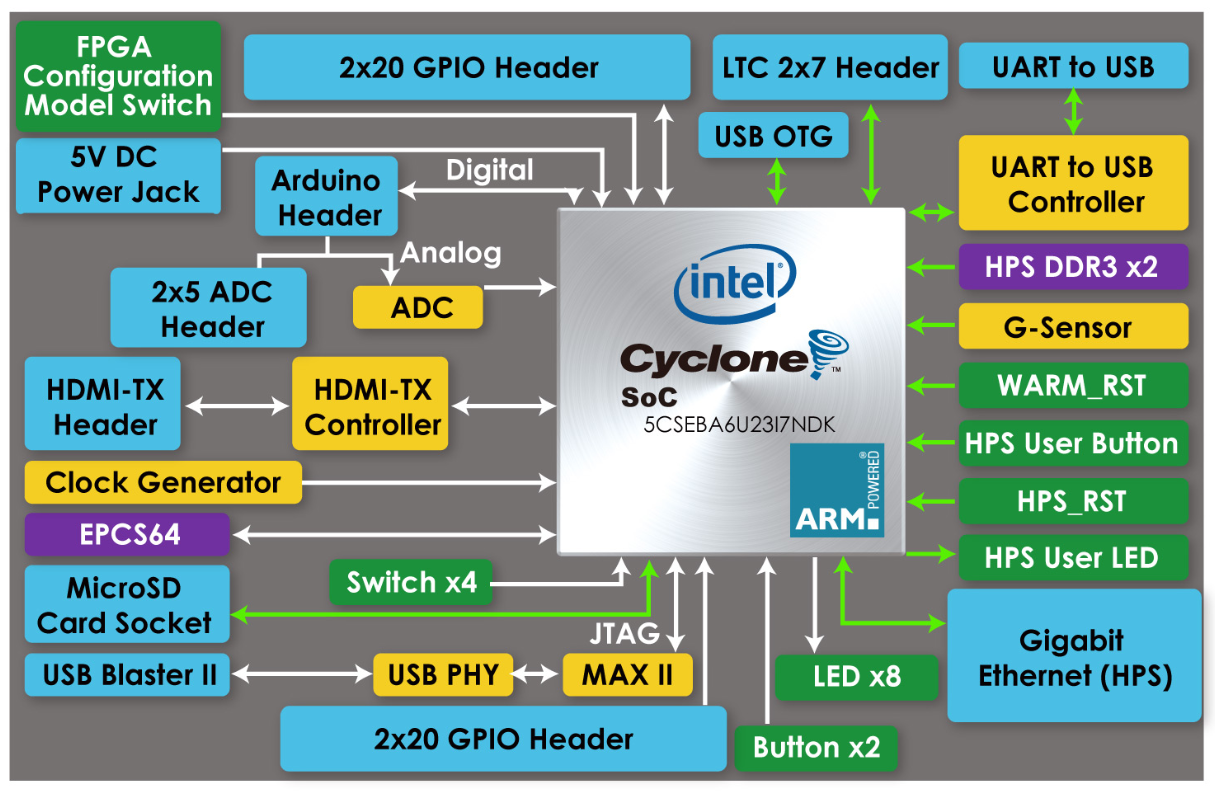 FPGA
Configuration
Model Switch
2x20 GPIO Header
LTC 2x7 Header
UART to USB
5V DC
Power Jack
Arduino
Header
Digital
USB OTG
UART to USB
Controller
Analog
2x5 ADC
Header
ADC
HPS DDR3 x2
G-Sensor
intel®
Cyclone™
SoC
5CSEBA6U23I7NDK
ARM® POWERED
HDMI-TX
Header
HDMI-TX
Controller
WARM_RST
HPS User Button
Clock Generator
HPS_RST
EPCS64
HPS User LED
MicroSD
Card Socket
Switch x4
JTAG
USB Blaster II
USB PHY
MAX II
LED x8
Gigabit
Ethernet (HPS)
2x20 GPIO Header
Button x2